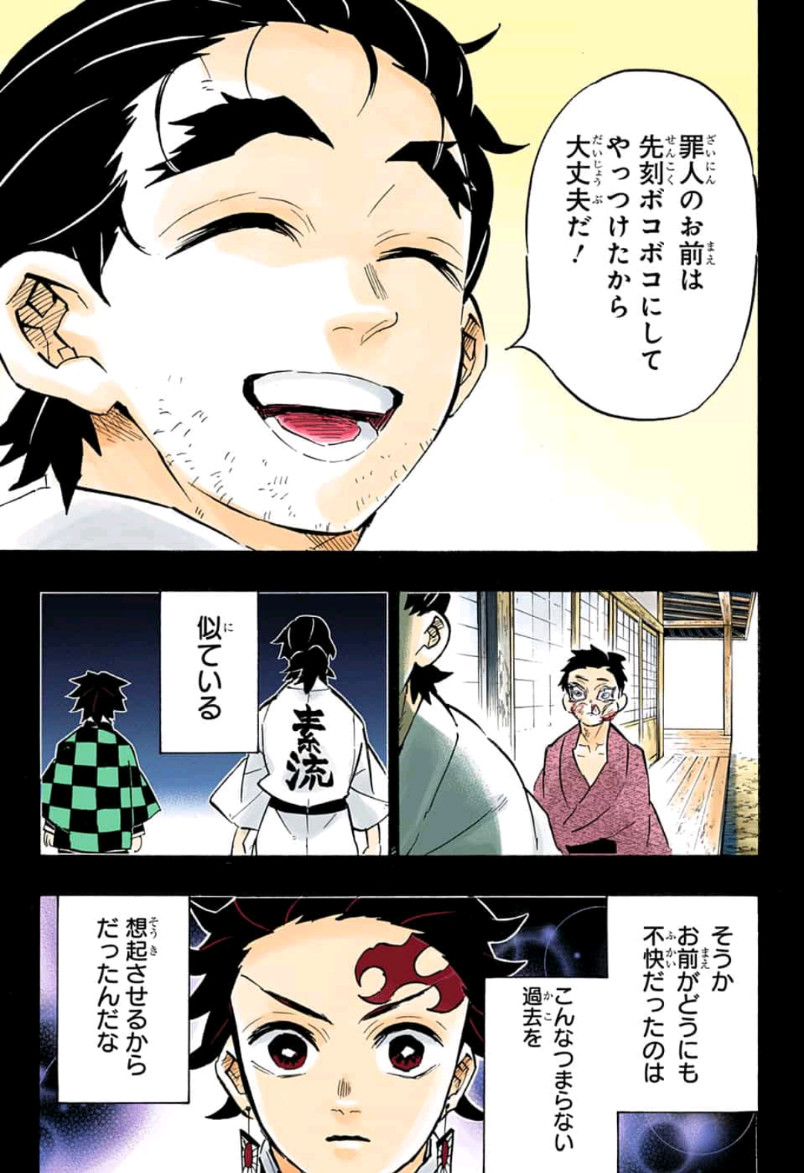 罪人のお前は
先刻ボコボコにして
やっつけたから
大丈夫だ！
似ている
素流
そうか
お前がどうにも
不快だったのは
こんなつまらない
過去を
想起させるから
だったんだな